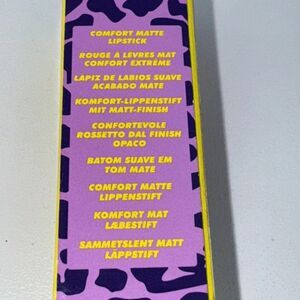 COMFORT MATTE
LIPSTICK
ROUGE À LÈVRES MAT
CONFORT EXTRÊME
LÁPIZ DE LABIOS SUAVE
ACABADO MATE
KOMFORT-LIPPENSTIFT
MIT MATT-FINISH
CONFORTEVOLE
ROSSETTO DAL FINISH
OPACO
BATOM SUAVE EM
TOM MATE
COMFORT MATTE
LIPPENSTIFT
KOMFORT MAT
LÆBESTIFT
SAMMETSLENT MATT
LÄPPSTIFT